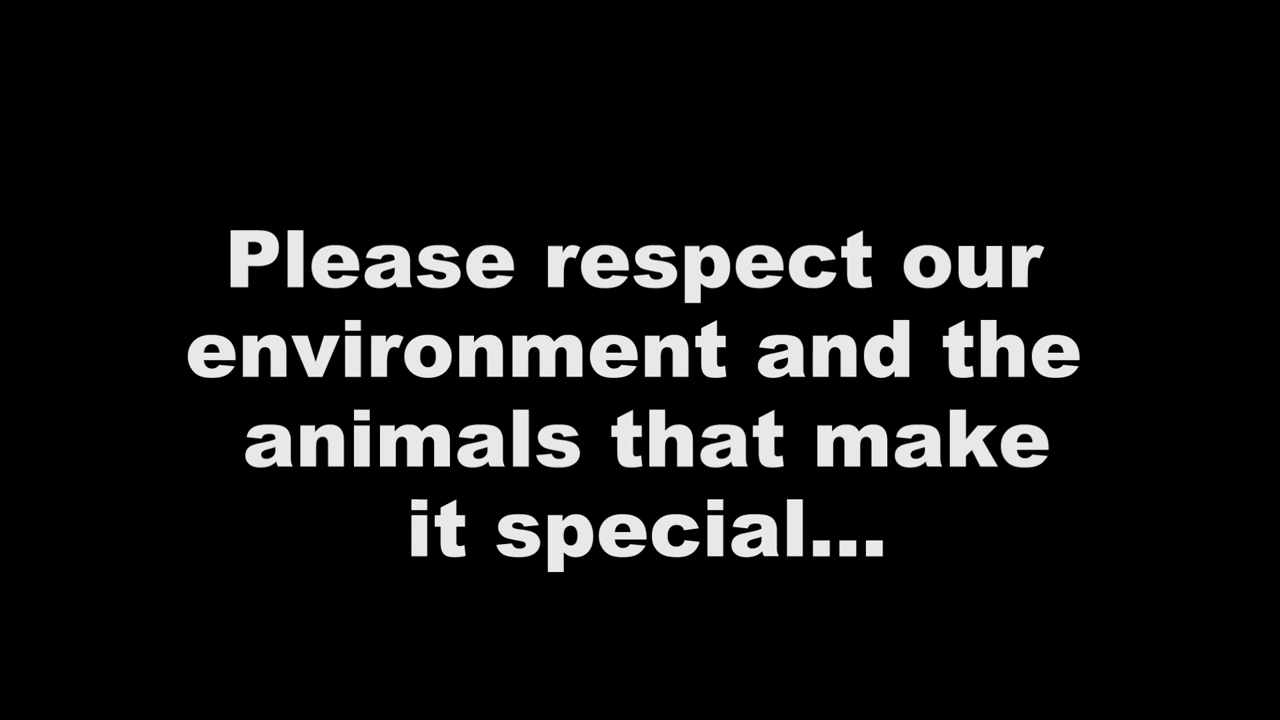 Please respect our
environment and the
animals that make
it special...